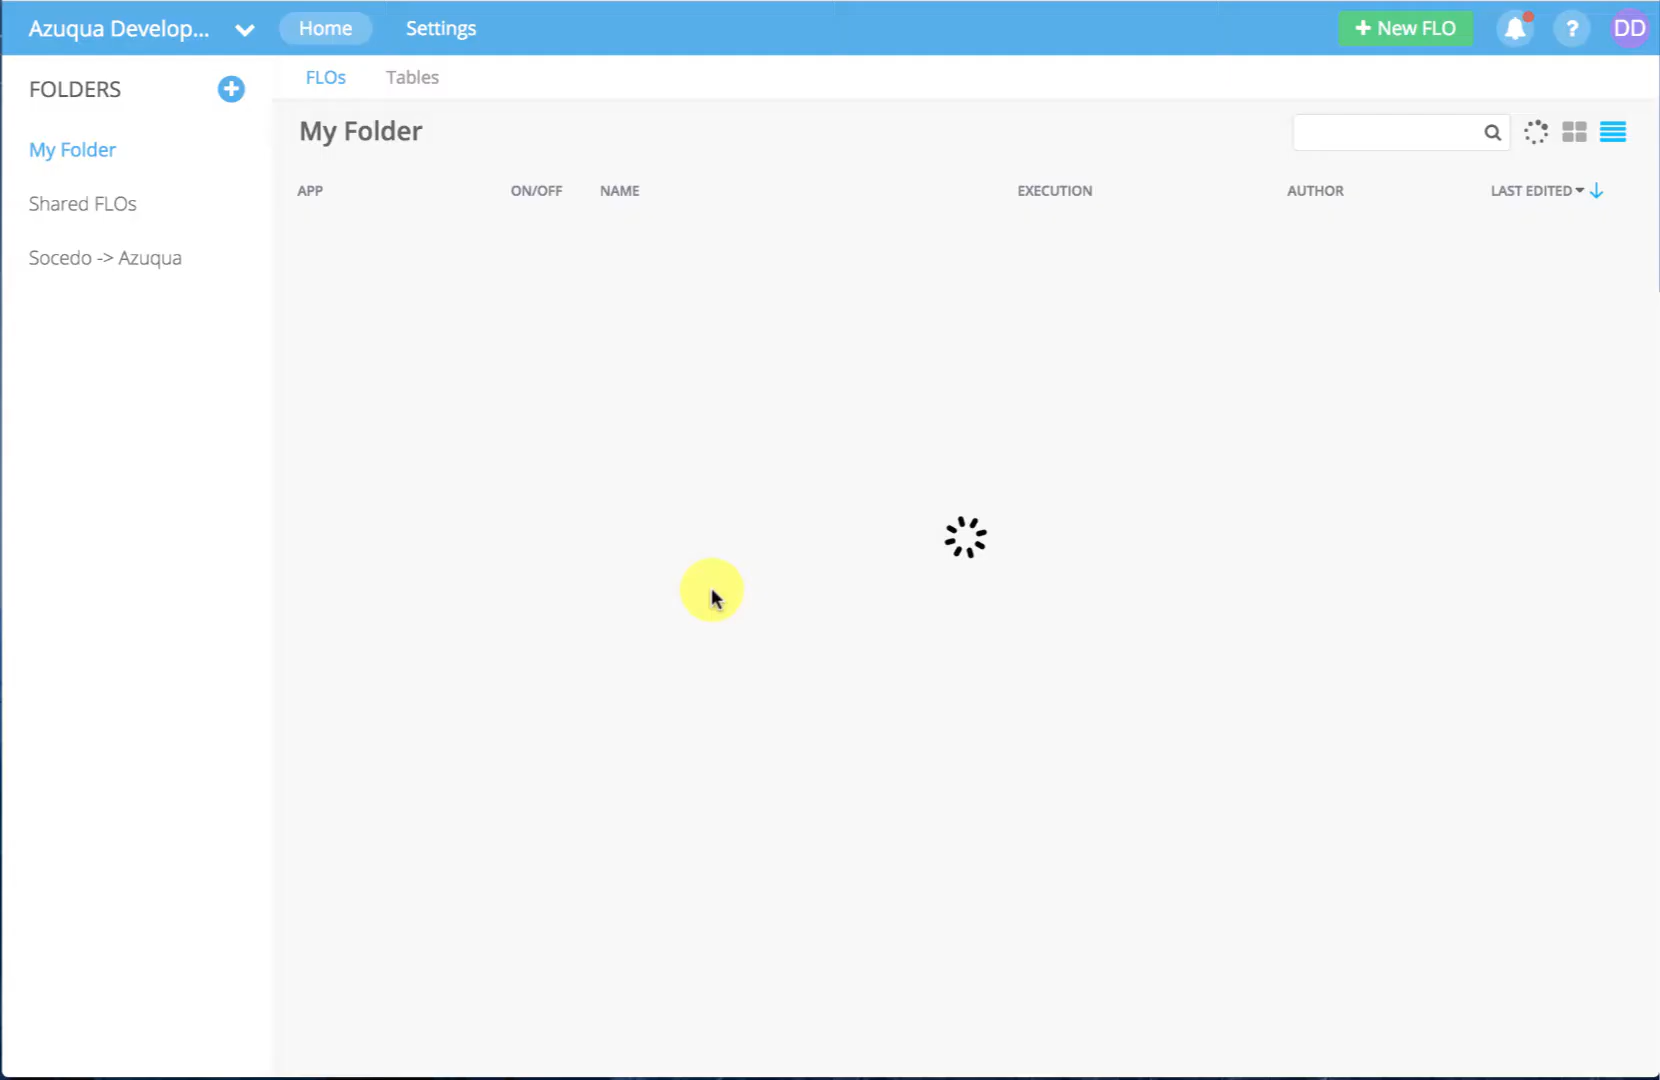 Azuqua Develop...
Home
Settings
+ New FLO
?
DD
FOLDERS
FLOs
Tables
My Folder
Shared FLOs
Socedo -> Azuqua
My Folder
APP
ON/OFF
NAME
EXECUTION
AUTHOR
LAST EDITED